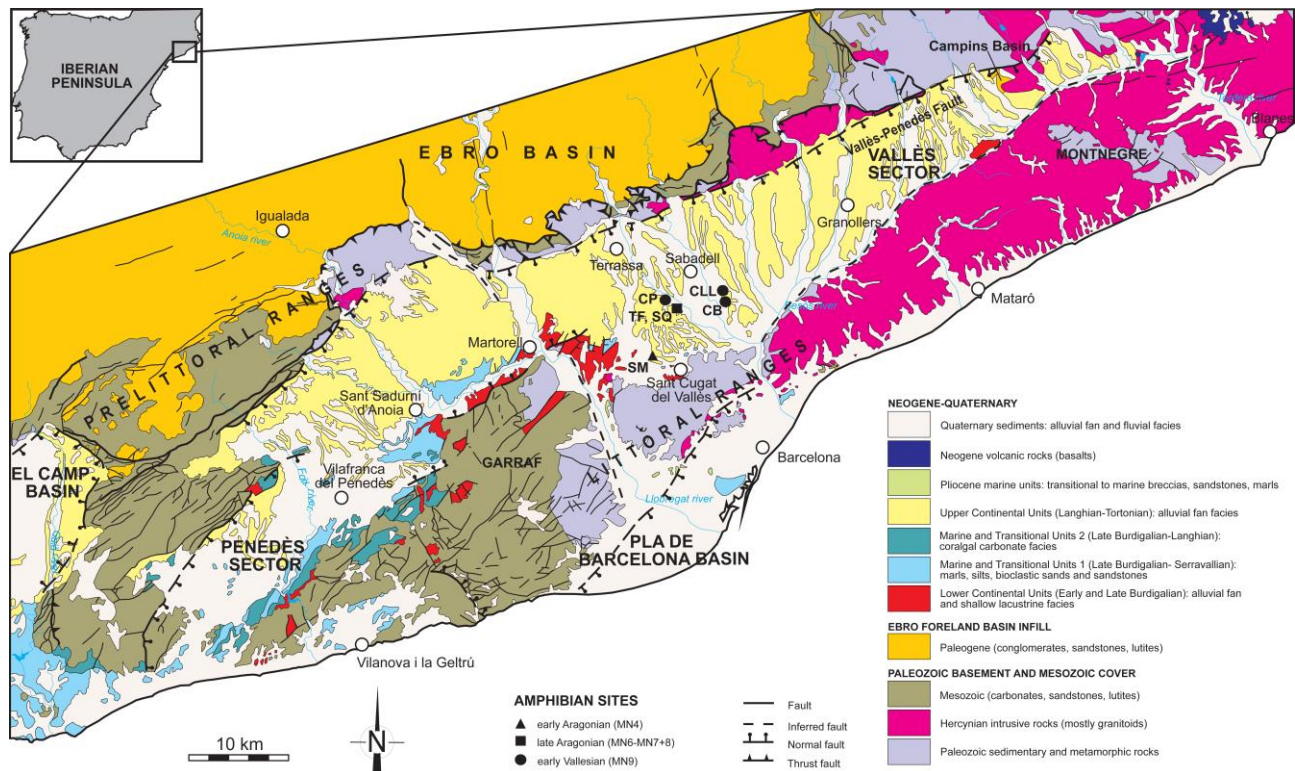 IBERIAN
PENINSULA
Campins Basin
Vallès-Penedès Fault
EBRO BASIN
VALLÈS
SECTOR
MONTNEGRE
Blanes
Igualada
Anoia river
Granollers
Terrassa
Sabadell
CP
CLL
TF, SQ
CB
Mataró
PRELITTORAL RANGES
Martorell
SM
Sant Cugat
del Vallès
LITTORAL RANGES
Sant Sadurní
d'Anoia
Barcelona
EL CAMP
BASIN
GARRAF
Vilafranca
del Penedès
Llobregat river
PENEDÈS
SECTOR
PLA DE
BARCELONA BASIN
Vilanova i la Geltrú
10 km
N
AMPHIBIAN SITES
early Aragonian (MN4)
late Aragonian (MN6-MN7+8)
early Vallesian (MN9)
Fault
Inferred fault
Normal fault
Thrust fault
NEOGENE-QUATERNARY
Quaternary sediments: alluvial fan and fluvial facies
Neogene volcanic rocks (basalts)
Pliocene marine units: transitional to marine breccias, sandstones, marls
Upper Continental Units (Langhian-Tortonian): alluvial fan facies
Marine and Transitional Units 2 (Late Burdigalian-Langhian):
coralgal carbonate facies
Marine and Transitional Units 1 (Late Burdigalian- Serravallian):
marls, silts, bioclastic sands and sandstones
Lower Continental Units (Early and Late Burdigalian): alluvial fan
and shallow lacustrine facies
EBRO FORELAND BASIN INFILL
Paleogene (conglomerates, sandstones, lutites)
PALEOZOIC BASEMENT AND MESOZOIC COVER
Mesozoic (carbonates, sandstones, lutites)
Hercynian intrusive rocks (mostly granitoids)
Paleozoic sedimentary and metamorphic rocks